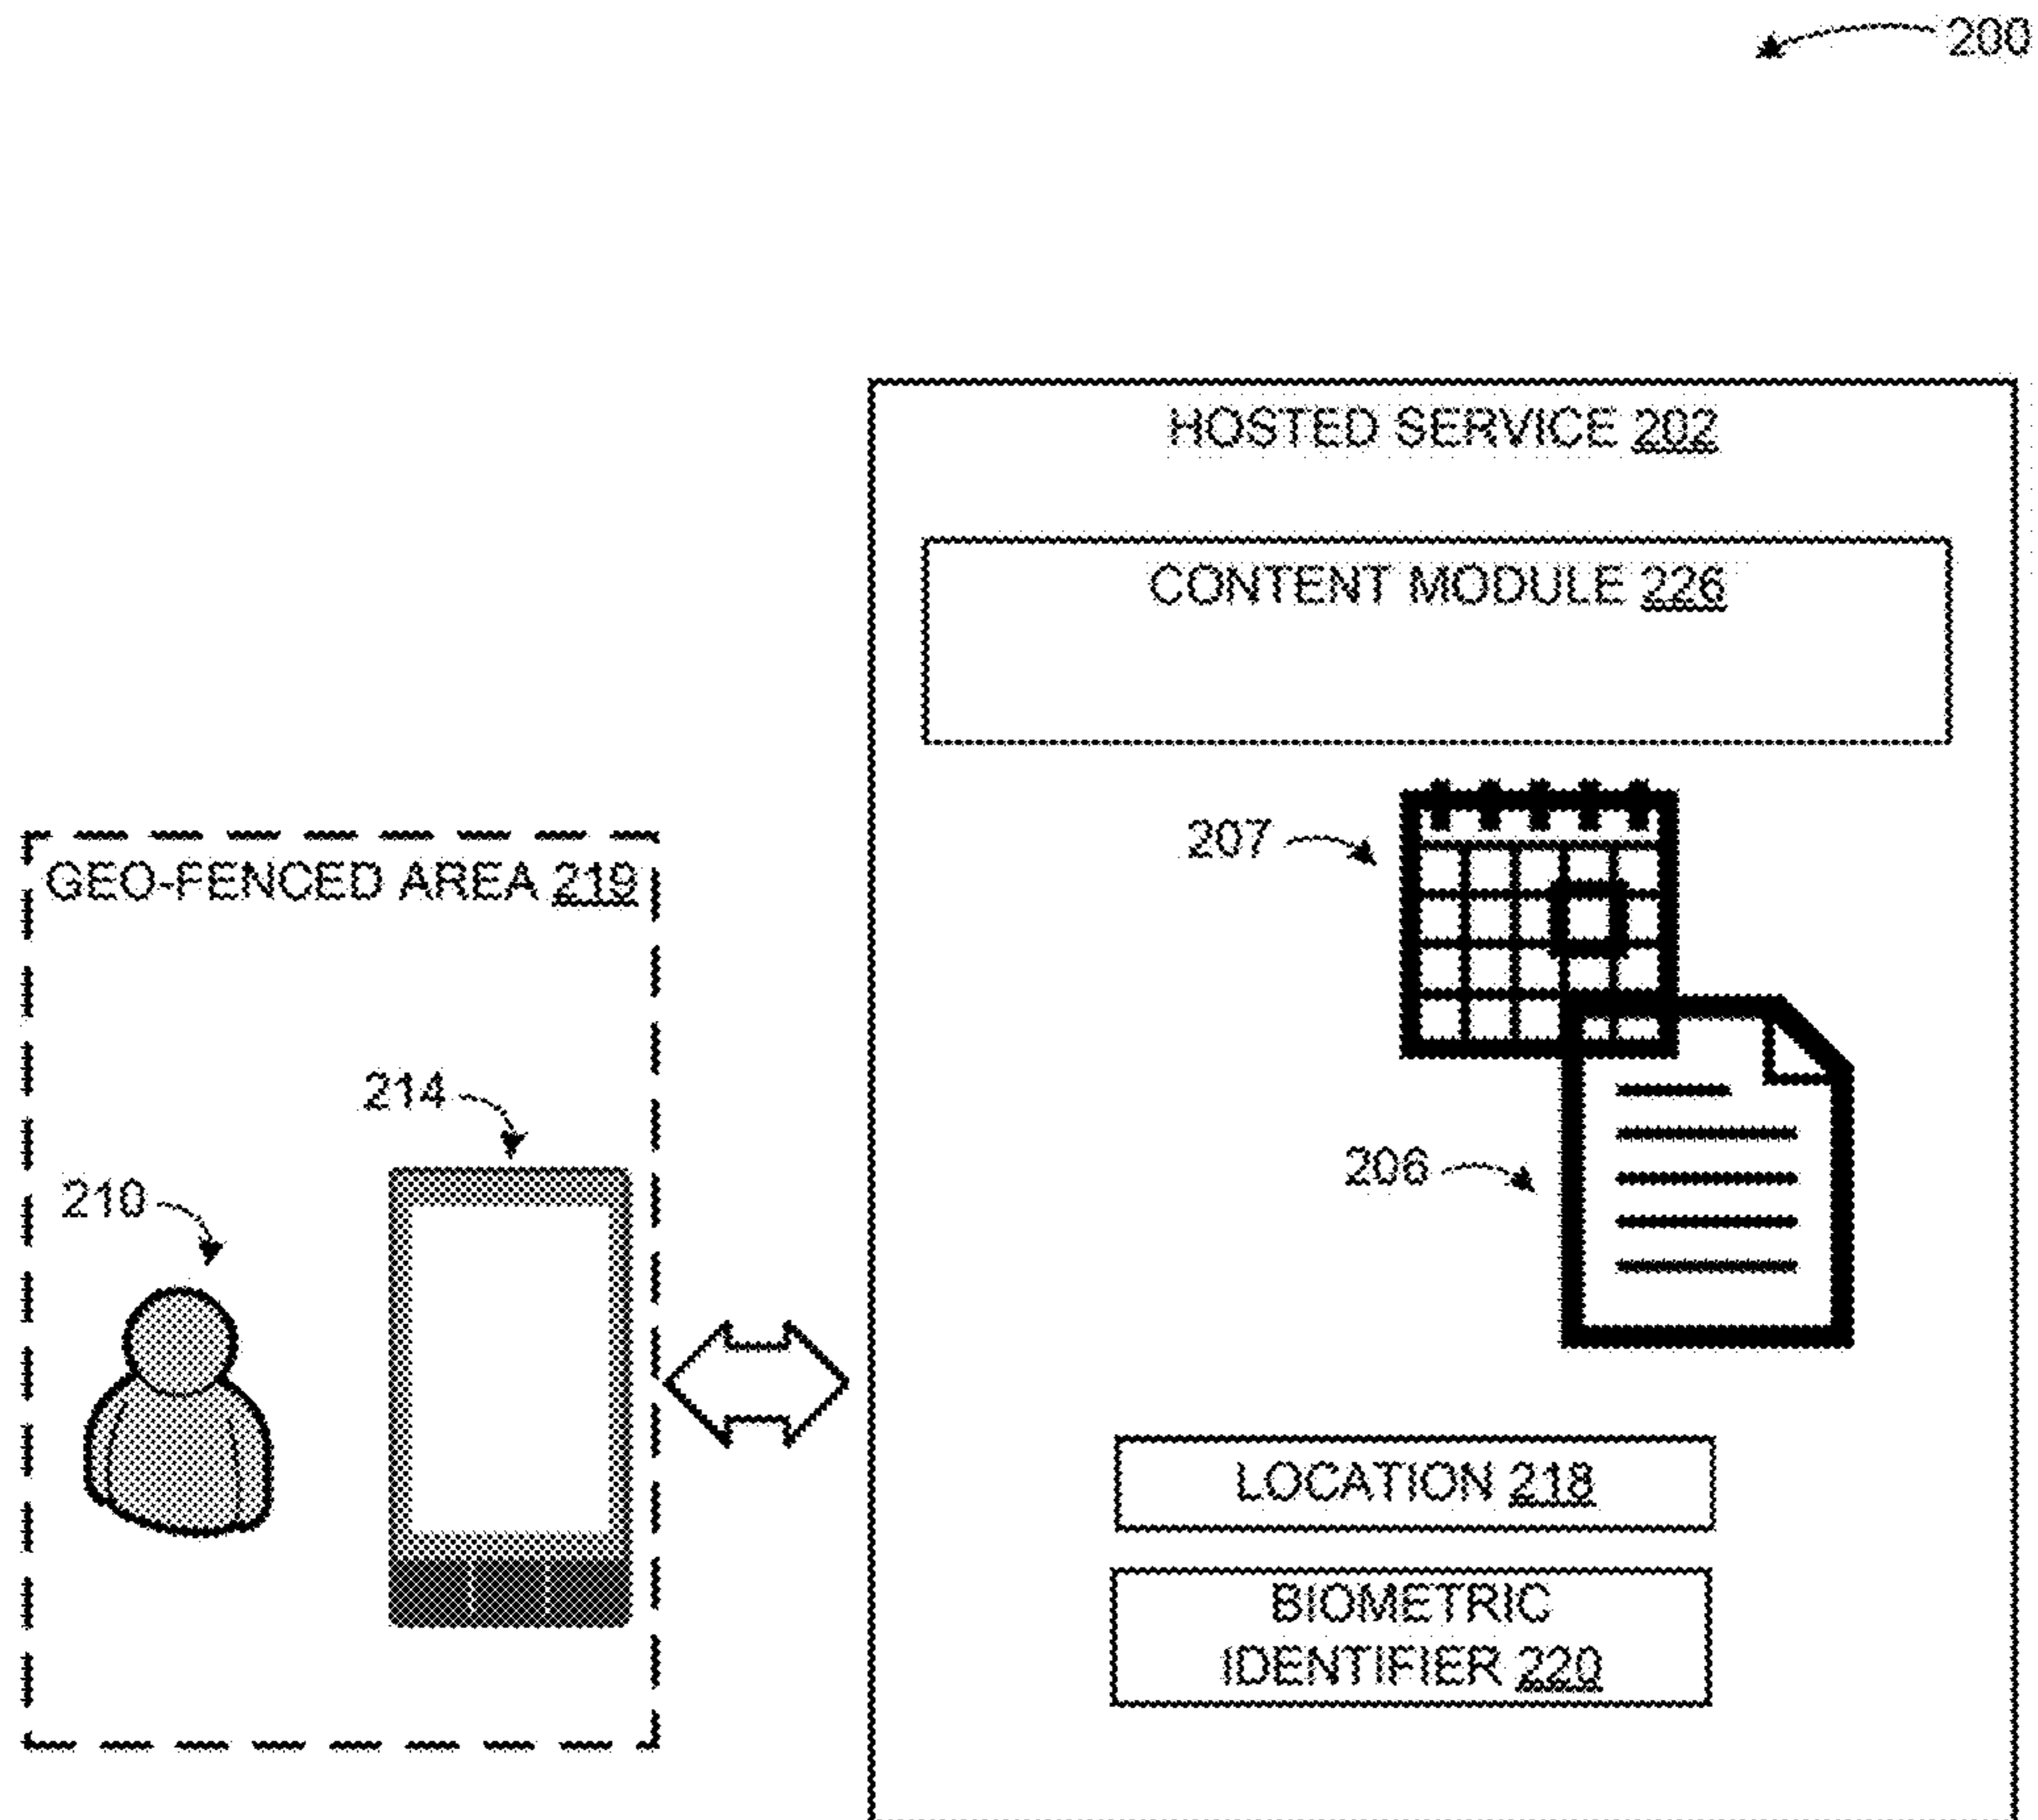 200
HOSTED SERVICE 202
CONTENT MODULE 226
207
GEO-FENCED AREA 219
214
206
210
LOCATION 218
BIOMETRIC
IDENTIFIER 220